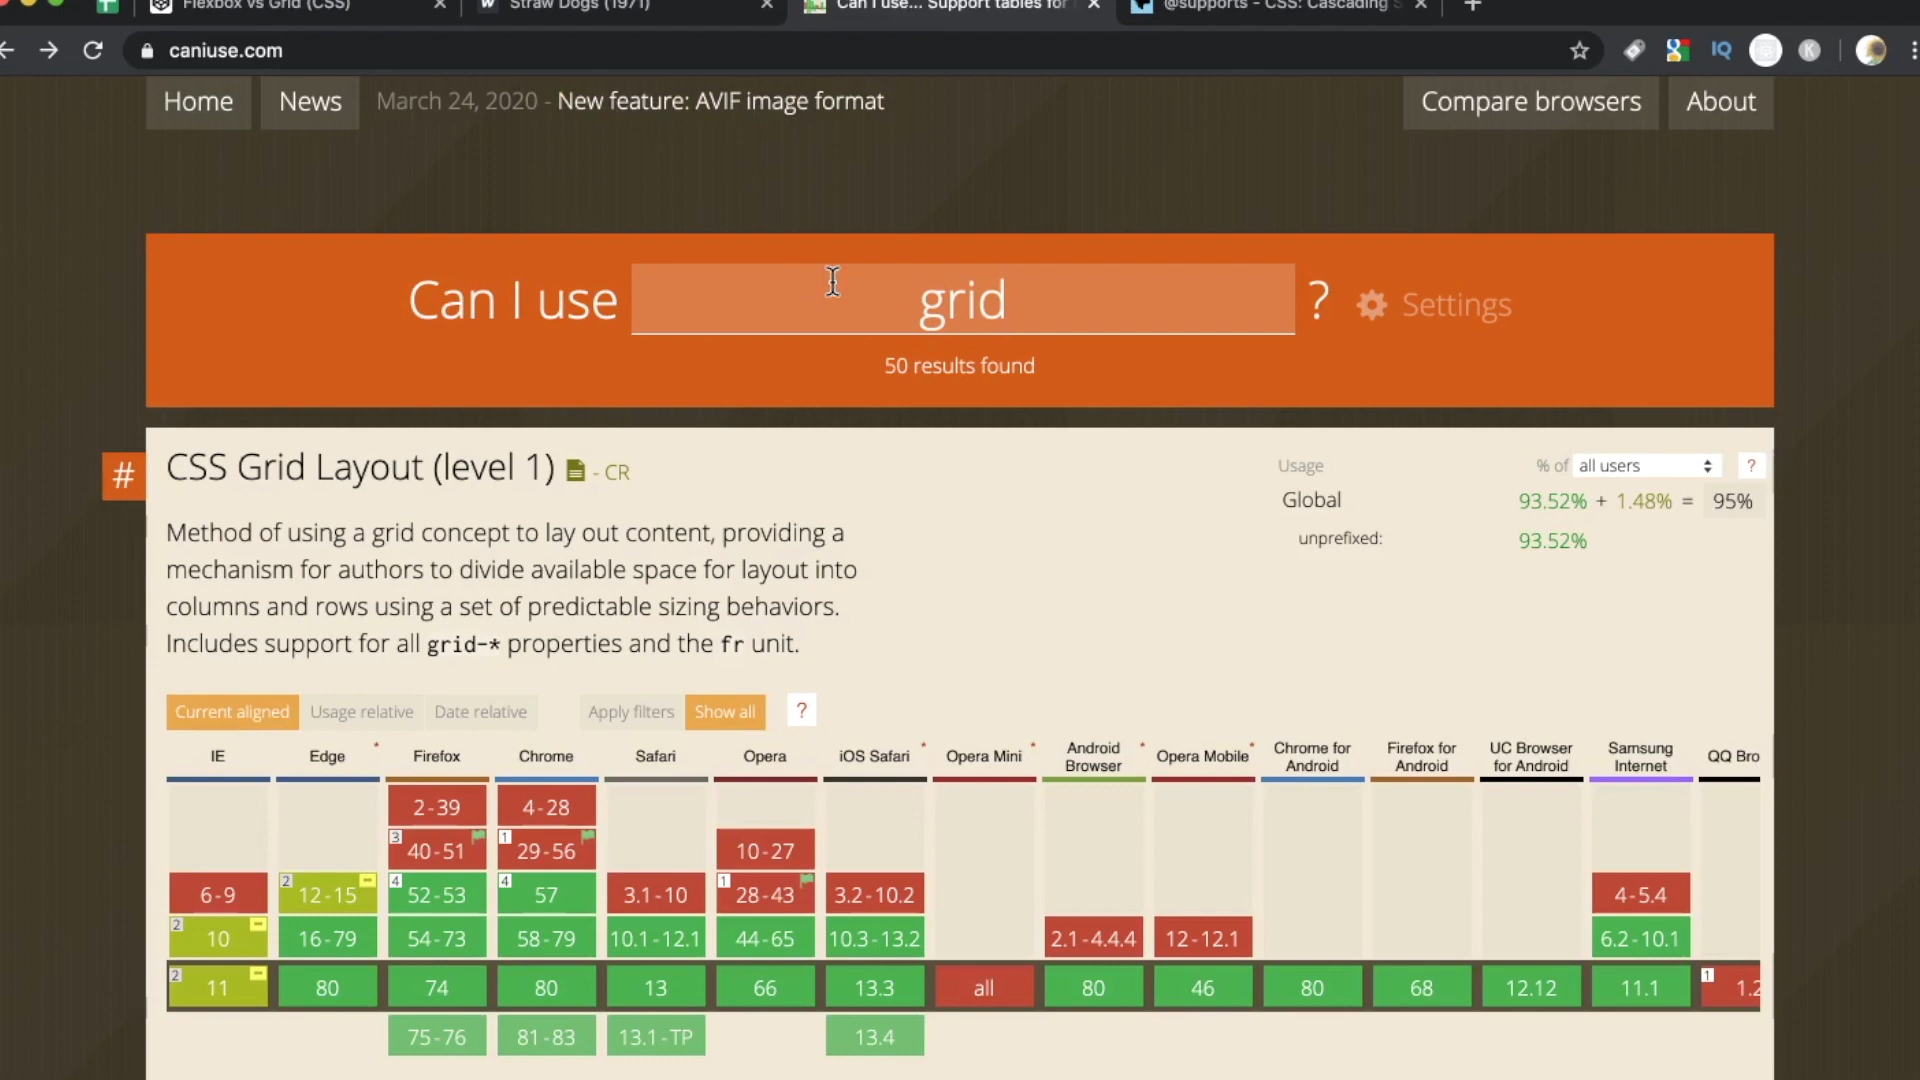 Flexbox vs Grid (CSS)
W Straw Dogs (1971)
Can I use... Support tables for
@supports - CSS: Cascading S
caniuse.com
IQ
K
Home
News
March 24, 2020 - New feature: AVIF image format
Compare browsers
About
Can I use grid ? Settings
50 results found
# CSS Grid Layout (level 1) - CR
Method of using a grid concept to lay out content, providing a
mechanism for authors to divide available space for layout into
columns and rows using a set of predictable sizing behaviors.
Includes support for all grid-* properties and the fr unit.
Usage % of all users ?
Global 93.52% + 1.48% = 95%
unprefixed: 93.52%
Current aligned Usage relative Date relative Apply filters Show all ?
IE Edge * Firefox Chrome Safari Opera iOS Safari * Opera Mini * Android Browser * Opera Mobile * Chrome for Android Firefox for Android UC Browser for Android Samsung Internet QQ Bro
2-39 4-28
3 40-51 1 29-56 10-27
6-9 2 12-15 4 52-53 4 57 3.1-10 1 28-43 3.2-10.2 4-5.4
2 10 16-79 54-73 58-79 10.1-12.1 44-65 10.3-13.2 2.1-4.4.4 12-12.1 6.2-10.1
2 11 80 74 80 13 66 13.3 all 80 46 80 68 12.12 11.1 1 1.2
75-76 81-83 13.1-TP 13.4